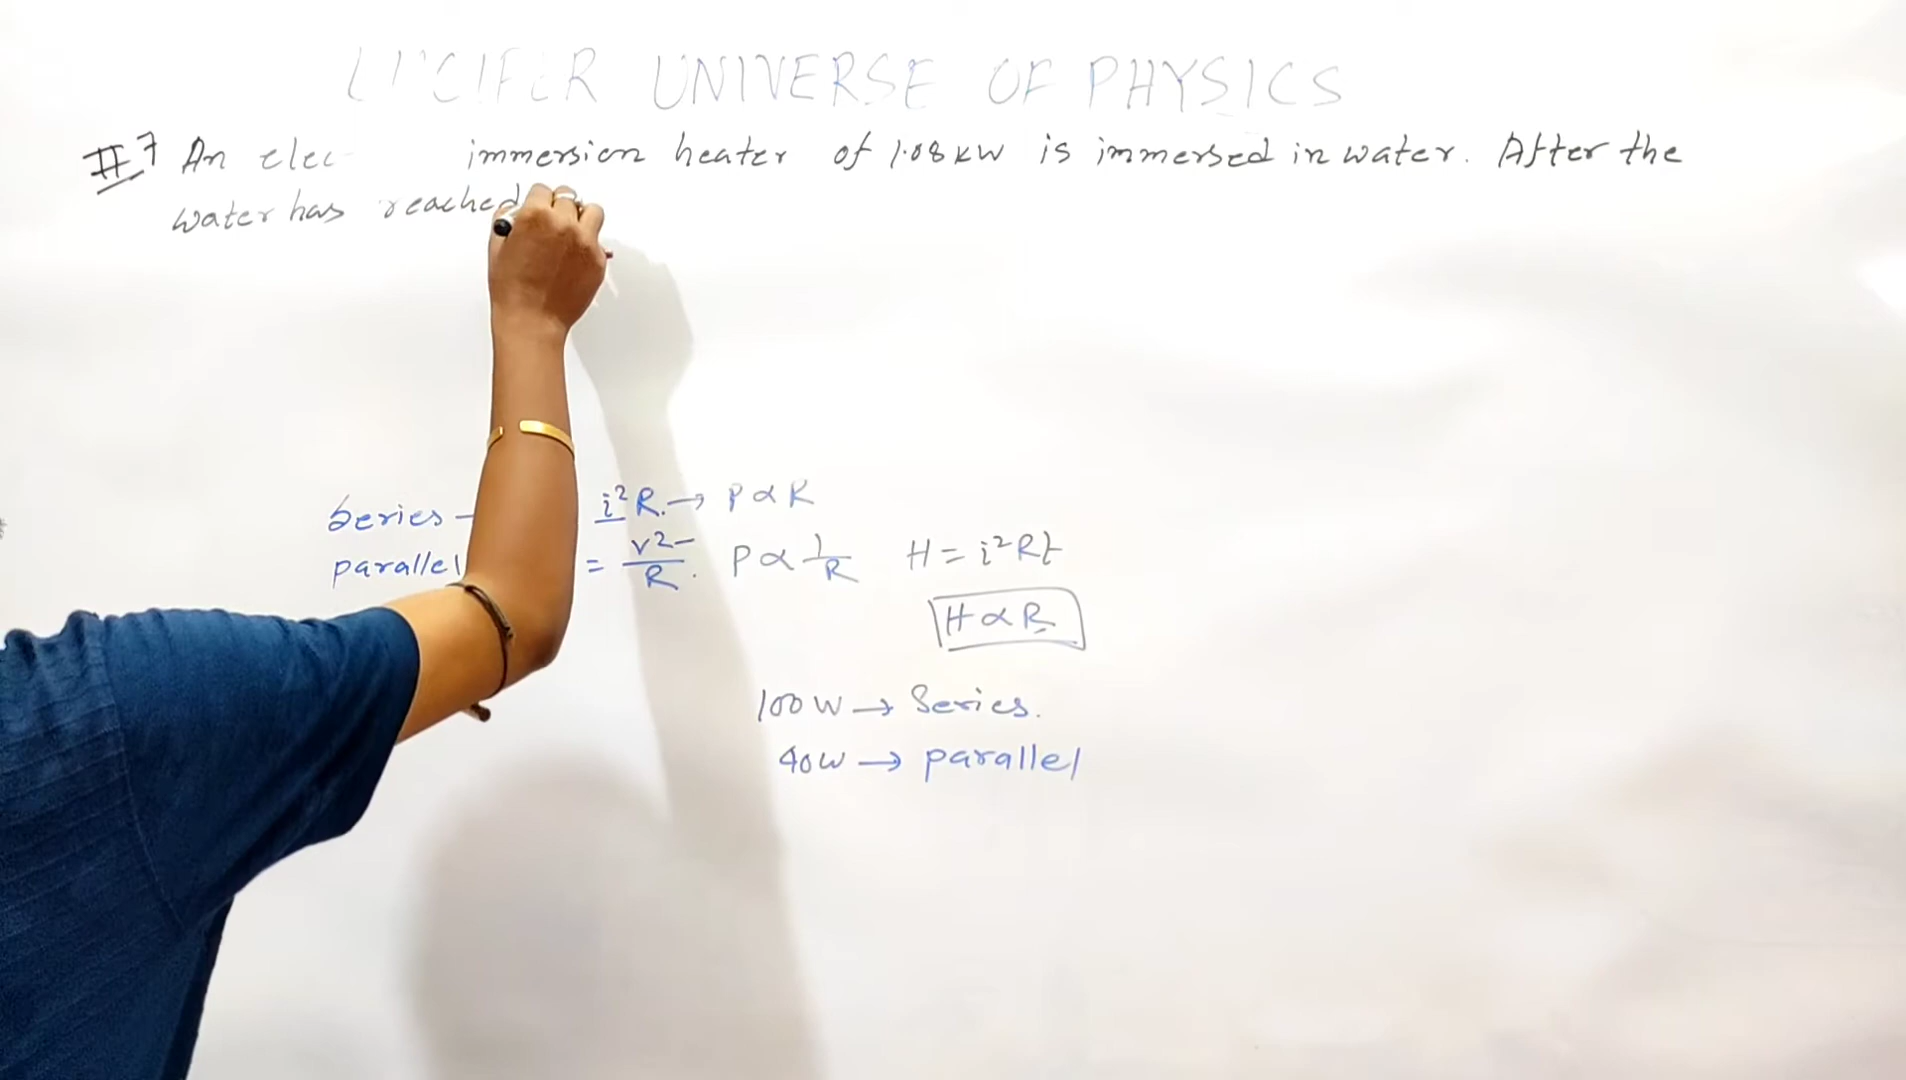 LUCIFER UNIVERSE OF PHYSICS
#7 An elec immersion heater of 1.08 KW is immersed in water. After the
water has reached
Series → i²R. → P ∝ R
parallel = v²/R. P ∝ 1/R H = i²Rt
H ∝ R
100 W → Series.
40 W → parallel